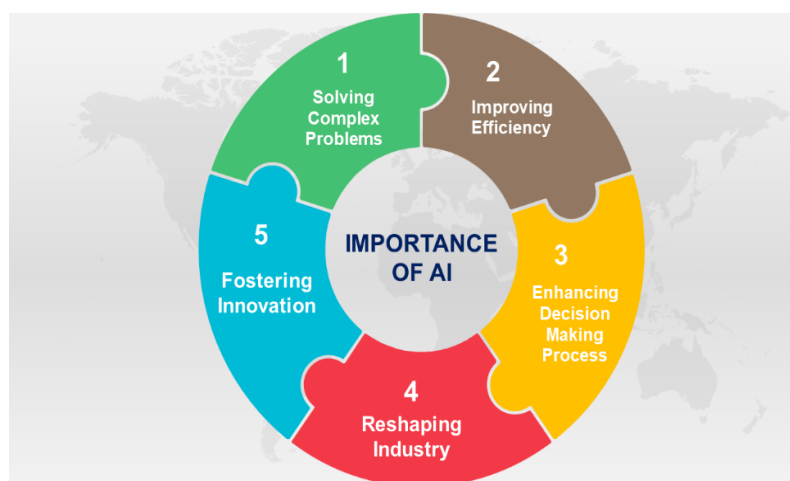 1
Solving
Complex
Problems
2
Improving
Efficiency
3
Enhancing
Decision
Making
Process
4
Reshaping
Industry
5
Fostering
Innovation
IMPORTANCE
OF AI